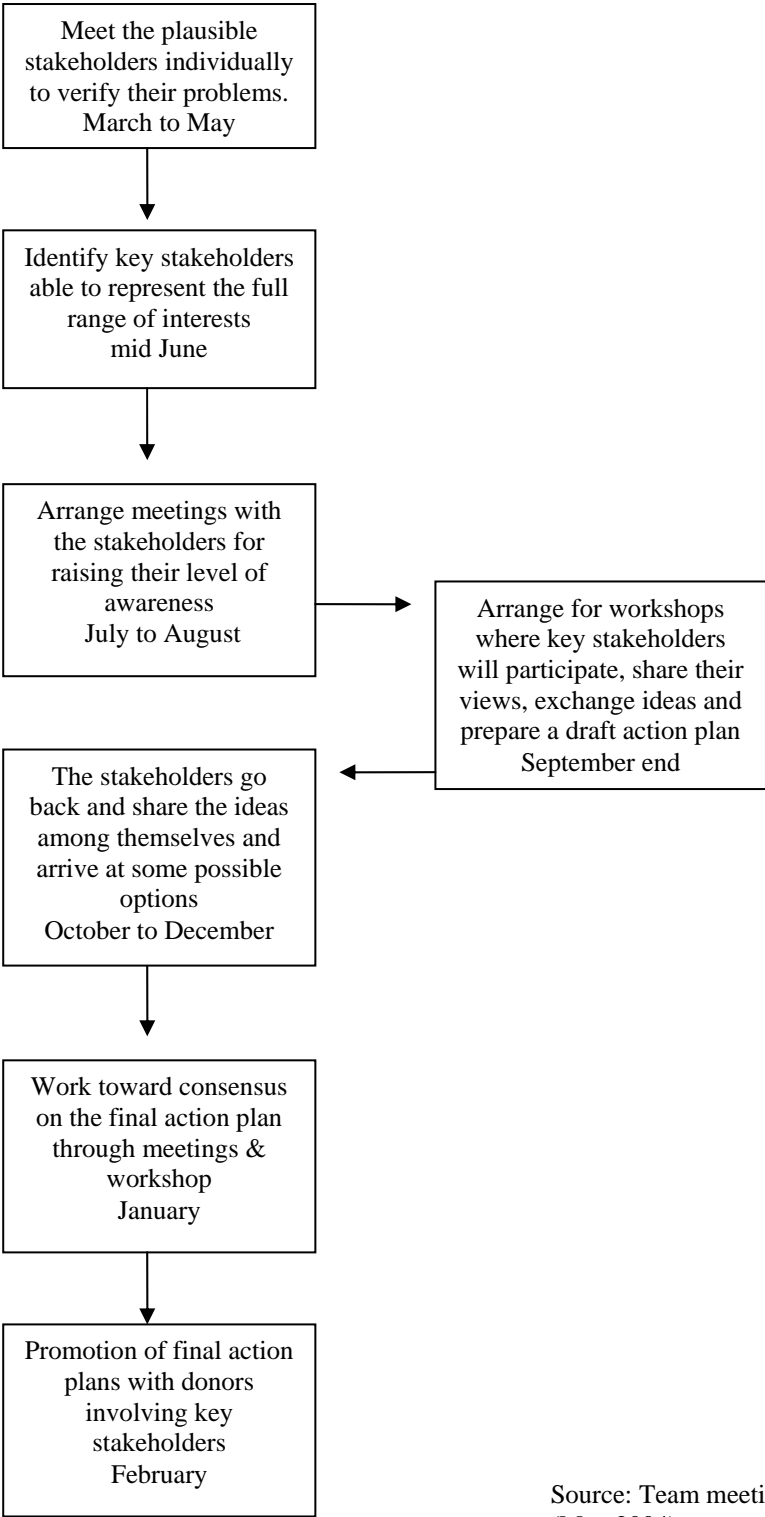 Meet the plausible
stakeholders individually
to verify their problems.
March to May
Identify key stakeholders
able to represent the full
range of interests
mid June
Arrange meetings with
the stakeholders for
raising their level of
awareness
July to August
Arrange for workshops
where key stakeholders
will participate, share their
views, exchange ideas and
prepare a draft action plan
September end
The stakeholders go
back and share the ideas
among themselves and
arrive at some possible
options
October to December
Work toward consensus
on the final action plan
through meetings &
workshop
January
Promotion of final action
plans with donors
involving key
stakeholders
February
Source: Team